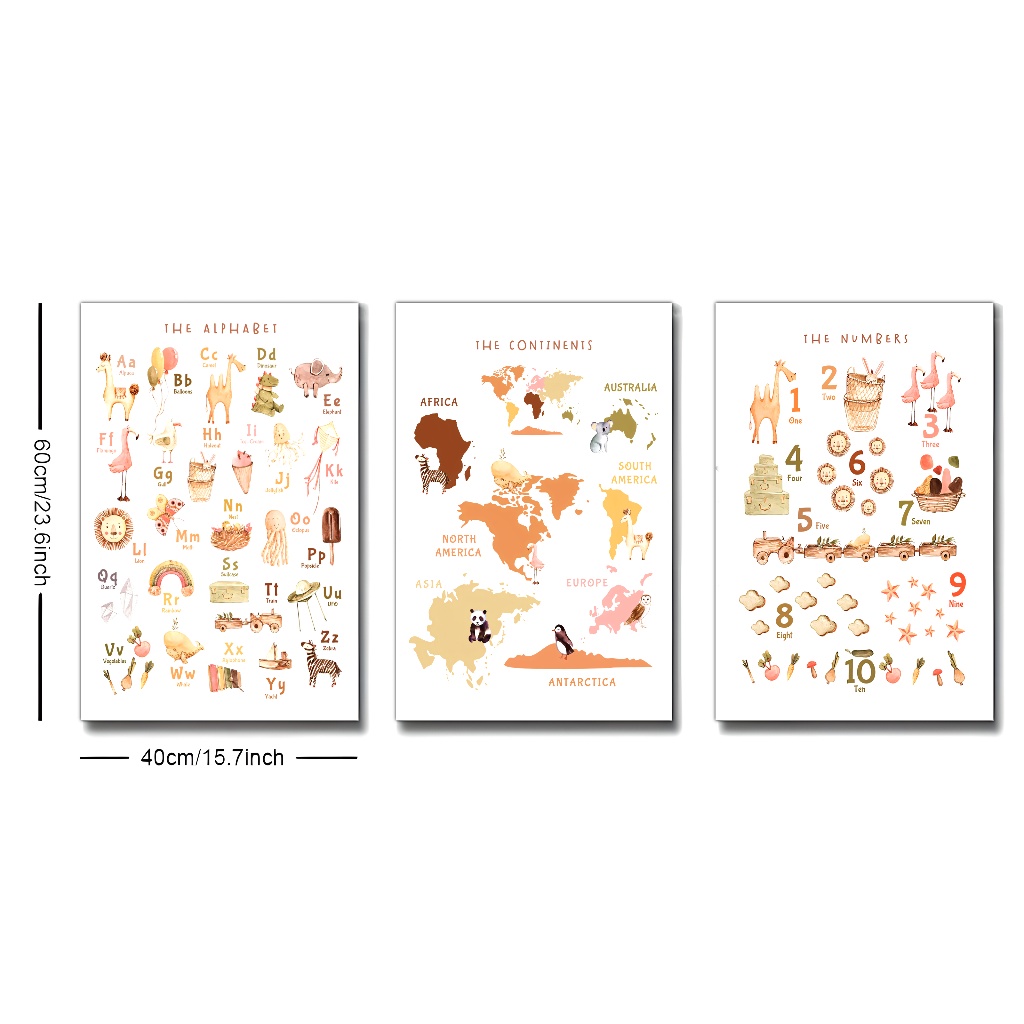 60cm/23.6inch
40cm/15.7inch
THE ALPHABET
Aa
Alpaca
Bb
Balloons
Cc
Camel
Dd
Dinosaur
Ee
Elephant
Ff
Flamingo
Gg
Gull
Hh
Ii
Ice Cream
Jj
Jellyfish
Kk
Kite
Ll
Lion
Mm
Moth
Nn
Nest
Oo
Octopus
Pp
Popsicle
Qq
Quartz
Rr
Rainbow
Ss
Suitcase
Tt
Train
Uu
UFO
Vv
Vegetables
Ww
Whale
Xx
Xylophone
Yy
Yacht
Zz
Zebra
THE CONTINENTS
AFRICA
AUSTRALIA
SOUTH
AMERICA
NORTH
AMERICA
ASIA
EUROPE
ANTARCTICA
THE NUMBERS
1
One
2
Two
3
Three
4
Four
5 Five
6
Six
7 Seven
8
Eight
9
Nine
10
Ten